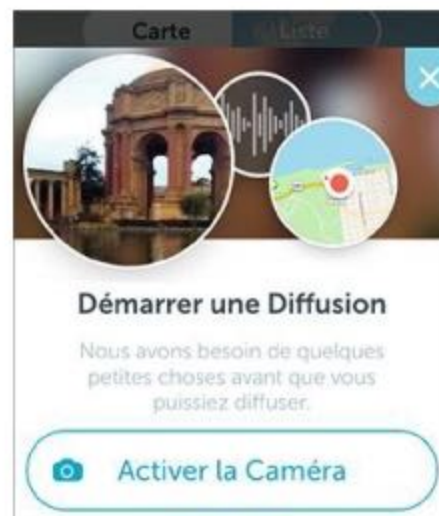 Carte Liste
Démarrer une Diffusion
Nous avons besoin de quelques
petites choses avant que vous
puissiez diffuser.
Activer la Caméra